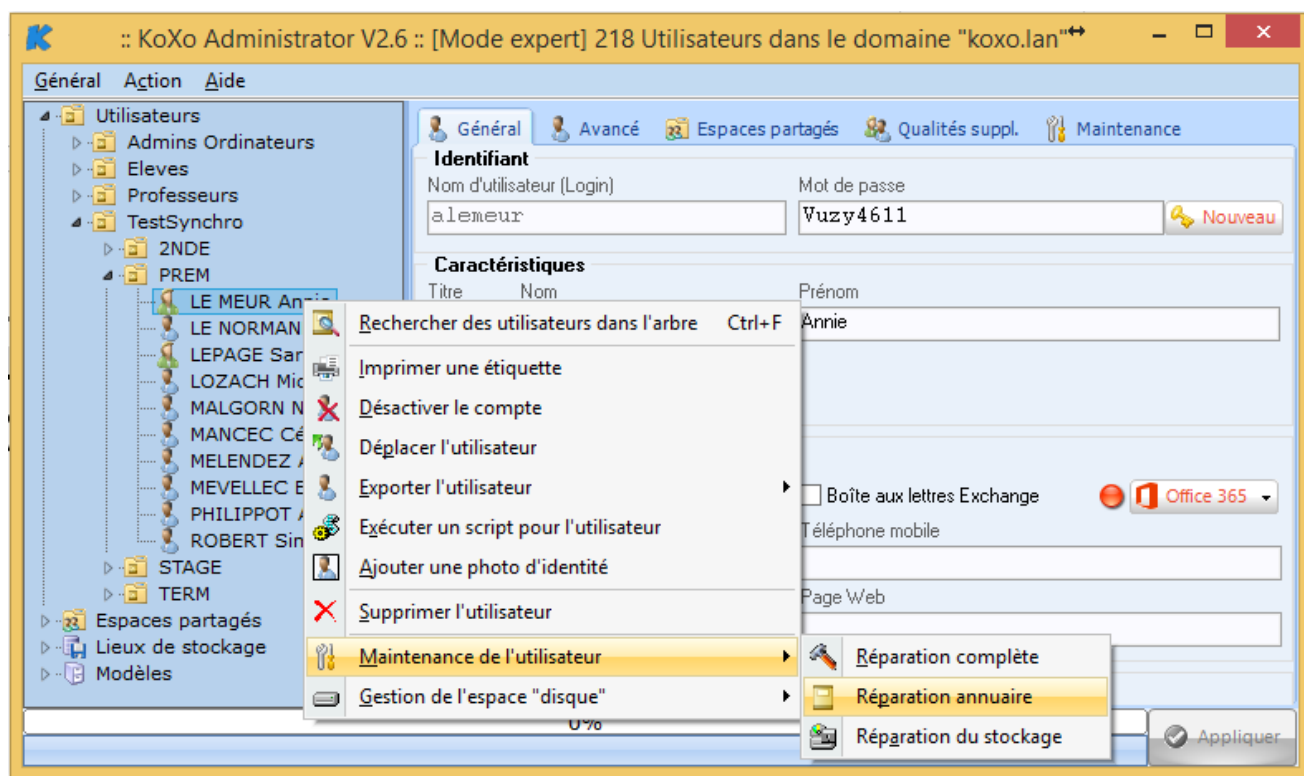 :: KoXo Administrator V2.6 :: [Mode expert] 218 Utilisateurs dans le domaine "koxo.lan"
Général Action Aide
Utilisateurs
Admins Ordinateurs
Eleves
Professeurs
TestSynchro
2NDE
PREM
LE MEUR
LE NORMAN
LEPAGE
LOZACH
MALGORN
MANCEC
MELENDEZ
MEVELLEC
PHILIPPOT
ROBERT
STAGE
TERM
Espaces partagés
Lieux de stockage
Modèles
Général Avancé Espaces partagés Qualités suppl. Maintenance
Identifiant
Nom d'utilisateur (Login) Mot de passe
alemeur Vuzy4611 Nouveau
Caractéristiques
Titre Nom Prénom
Annie
Boîte aux lettres Exchange Office 365
Téléphone mobile
Page Web
Rechercher des utilisateurs dans l'arbre Ctrl+F
Imprimer une étiquette
Désactiver le compte
Déplacer l'utilisateur
Exporter l'utilisateur
Exécuter un script pour l'utilisateur
Ajouter une photo d'identité
Supprimer l'utilisateur
Maintenance de l'utilisateur
Gestion de l'espace "disque"
Réparation complète
Réparation annuaire
Réparation du stockage
0%
Appliquer